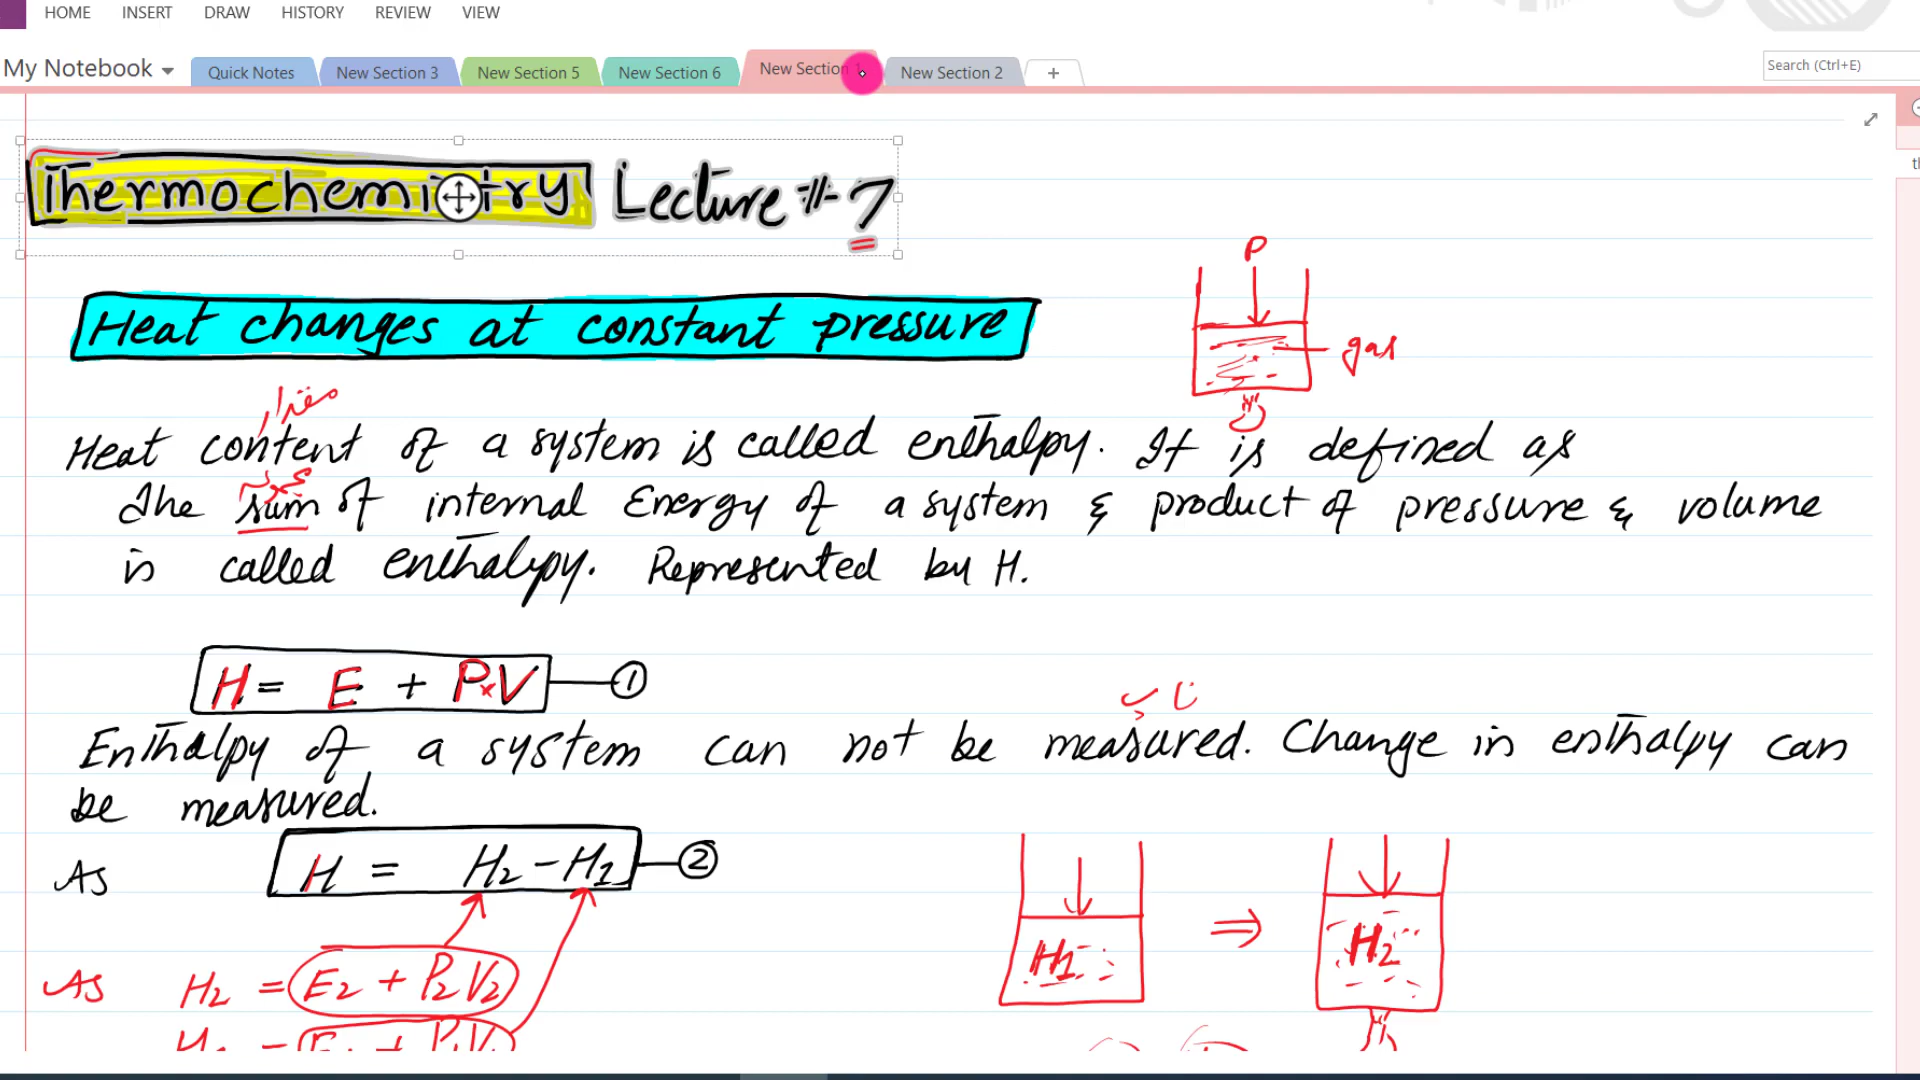 HOME INSERT DRAW HISTORY REVIEW VIEW
My Notebook Quick Notes New Section 3 New Section 5 New Section 6 New Section New Section 2 + Search (Ctrl+E)
Thermochemistry Lecture # 7
P
Heat changes at constant pressure
gas
مقدار
Heat content of a system is called enthalpy. It is defined as
The sum of internal Energy of a system & product of pressure & volume
is called enthalpy. Represented by H.
H = E + P×V ①
Enthalpy of a system can not be measured. Change in enthalpy can
be measured.
As H = H₂ - H₁ ②
H₁ ⇒ H₂
As H₂ = E₂ + P₂V₂